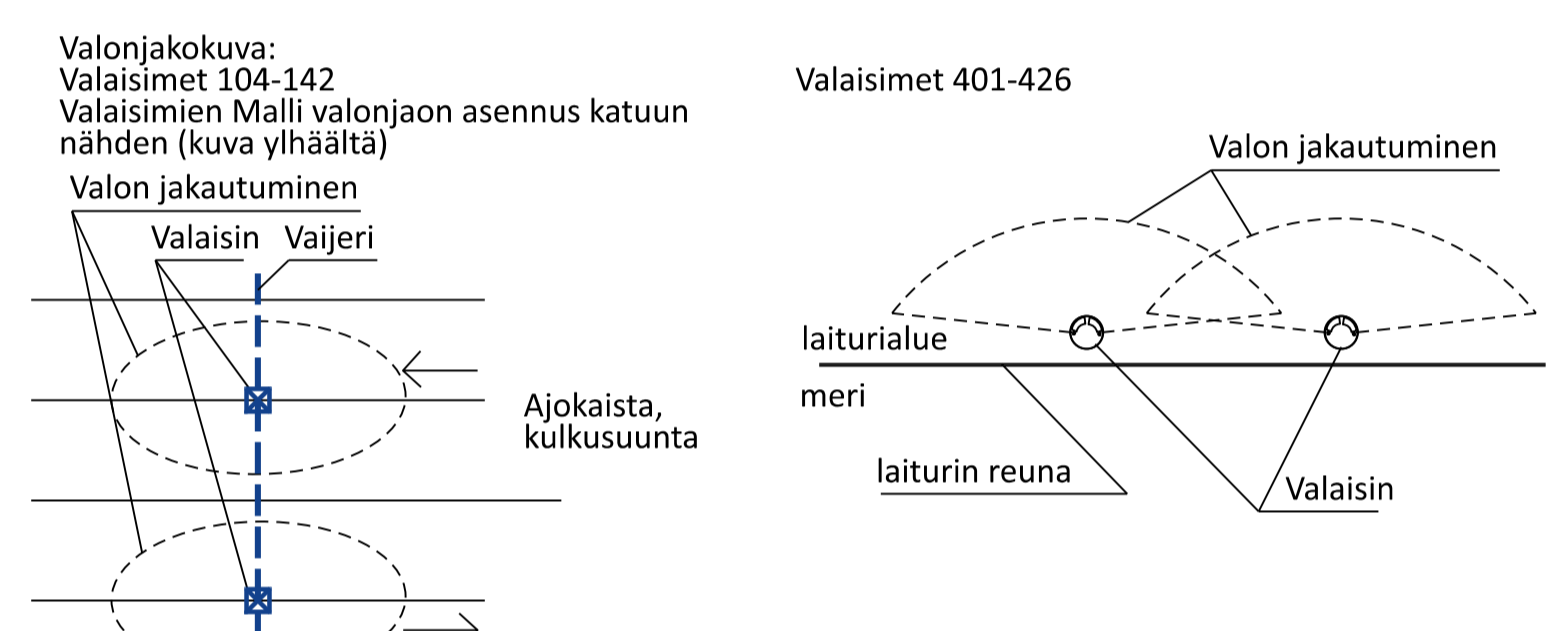 Valonjakokuva:
Valaisimet 104-142
Valaisimien Malli valonjaon asennus katuun
nähden (kuva ylhäältä)
Valon jakautuminen
Valaisin
Vaijeri
Ajokaista,
kulkusuunta
Valaisimet 401-426
Valon jakautuminen
laiturialue
meri
laiturin reuna
Valaisin